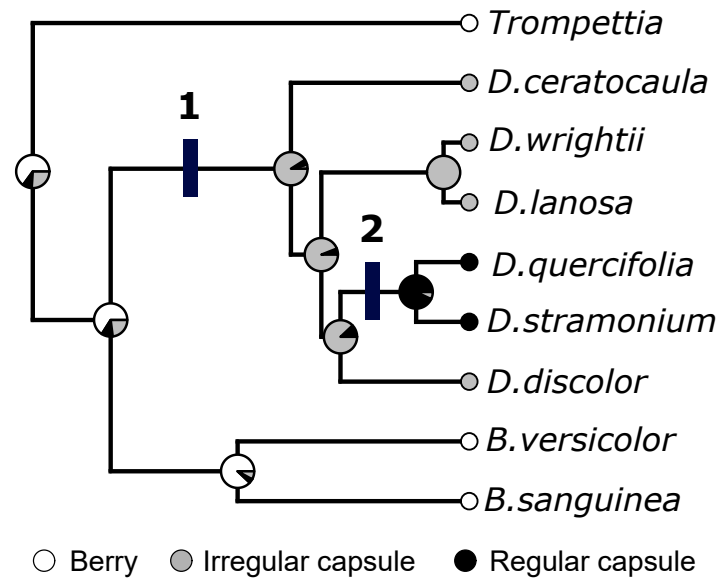 Trompettia
D.ceratocaula
1
D.wrightii
D.lanosa
2
D.quercifolia
D.stramonium
D.discolor
B.versicolor
B.sanguinea
Berry Irregular capsule Regular capsule